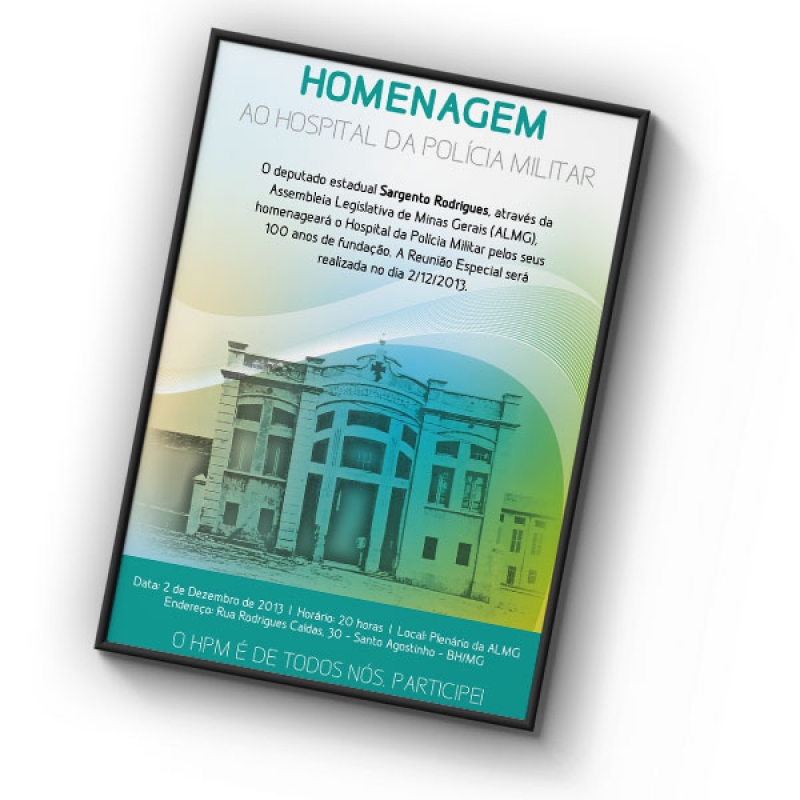 HOMENAGEM
AO HOSPITAL DA POLÍCIA MILITAR
O deputado estadual Sargento Rodrigues, através da
Assembleia Legislativa de Minas Gerais (ALMG),
homenageará o Hospital da Polícia Militar pelos seus
100 anos de fundação. A Reunião Especial será
realizada no dia 2/12/2013.
Data: 2 de Dezembro de 2013 | Horário: 20 horas | Local: Plenário da ALMG
Endereço: Rua Rodrigues Caldas, 30 - Santo Agostinho - BH/MG
O HPM É DE TODOS NÓS. PARTICIPE!